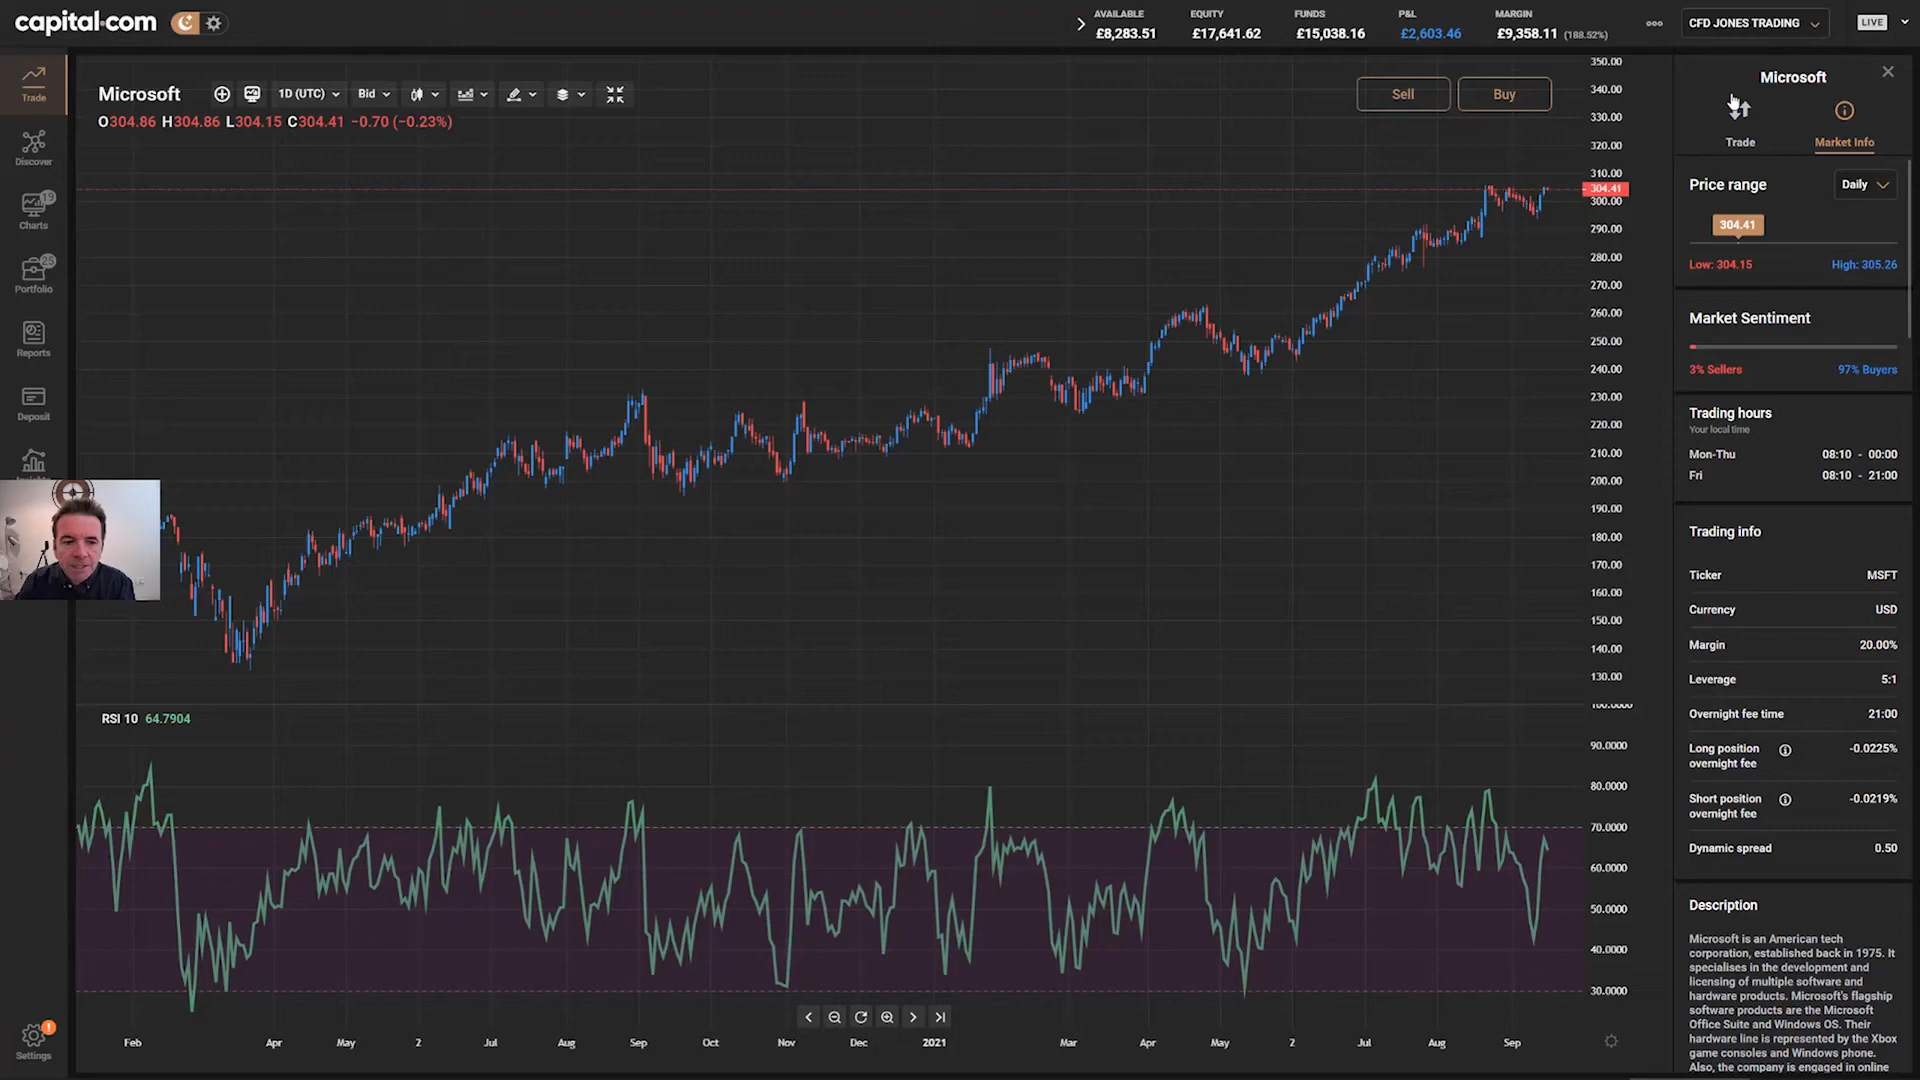 capital.com
AVAILABLE
£8,283.51
EQUITY
£17,641.62
FUNDS
£15,038.16
P&L
£2,603.46
MARGIN
£9,358.11 (188.52%)
CFD JONES TRADING
LIVE
Trade
Discover
19
Charts
25
Portfolio
Reports
Deposit
Settings
Microsoft
1D (UTC)
Bid
O304.86 H304.86 L304.15 C304.41 −0.70 (−0.23%)
Sell
Buy
350.00
340.00
330.00
320.00
310.00
304.41
300.00
290.00
280.00
270.00
260.00
250.00
240.00
230.00
220.00
210.00
200.00
190.00
180.00
170.00
160.00
150.00
140.00
130.00
RSI 10 64.7904
100.0000
90.0000
80.0000
70.0000
60.0000
50.0000
40.0000
30.0000
Feb Apr May 2 Jul Aug Sep Oct Nov Dec 2021 Mar Apr May 2 Jul Aug Sep
Microsoft
Trade
Market Info
Price range
Daily
304.41
Low: 304.15 High: 305.26
Market Sentiment
3% Sellers 97% Buyers
Trading hours
Your local time
Mon-Thu 08:10 - 00:00
Fri 08:10 - 21:00
Trading info
Ticker MSFT
Currency USD
Margin 20.00%
Leverage 5:1
Overnight fee time 21:00
Long position -0.0225%
overnight fee
Short position -0.0219%
overnight fee
Dynamic spread 0.50
Description
Microsoft is an American tech
corporation, established back in 1975. It
specialises in the development and
licensing of multiple software and
hardware products. Microsoft's flagship
software products are the Microsoft
Office Suite and Windows OS. Their
hardware line is represented by the Xbox
game consoles and Windows phone.
Also, the company is engaged in online